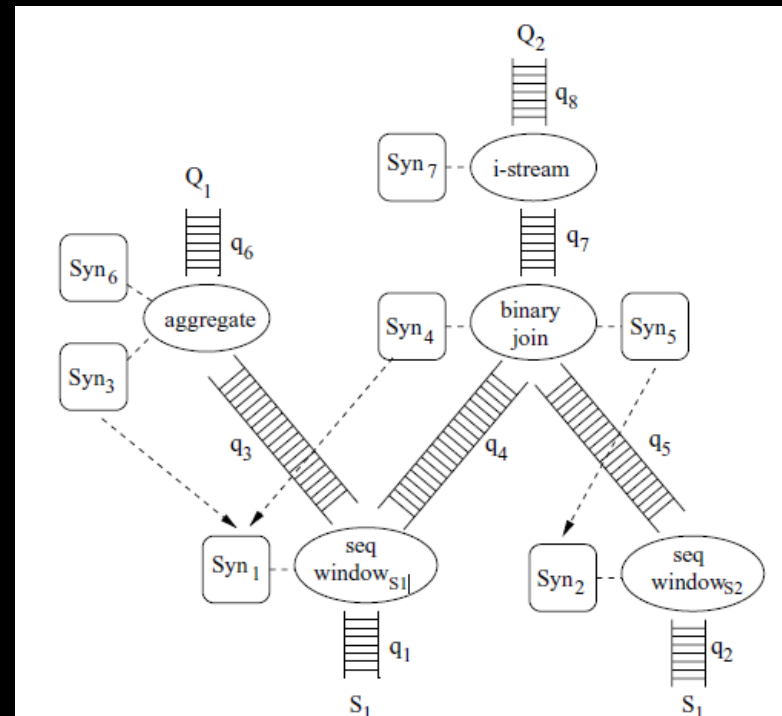 Q2
q8
Syn7
i-stream
Q1
q6
q7
Syn6
aggregate
Syn4
binary
join
Syn5
Syn3
q3
q4
q5
Syn1
seq
windowS1
Syn2
seq
windowS2
q1
q2
S1
S1